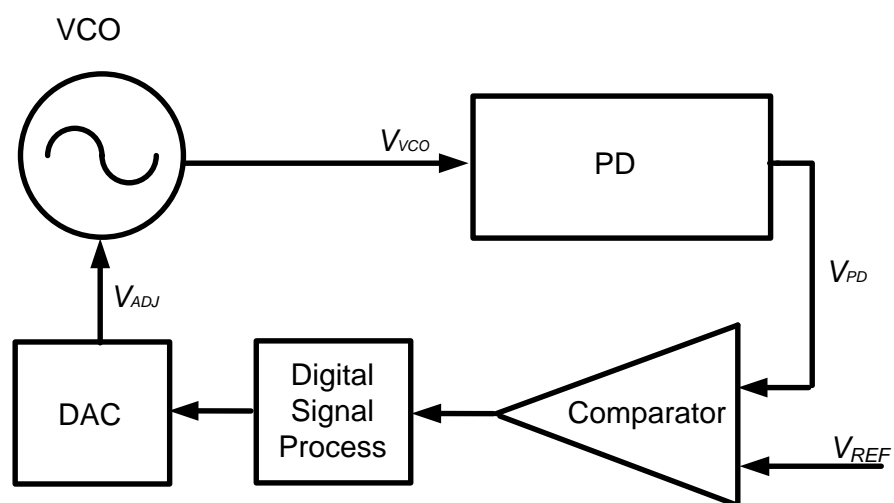 VCO
VVCO
PD
VPD
VADJ
DAC
Digital
Signal
Process
Comparator
VREF